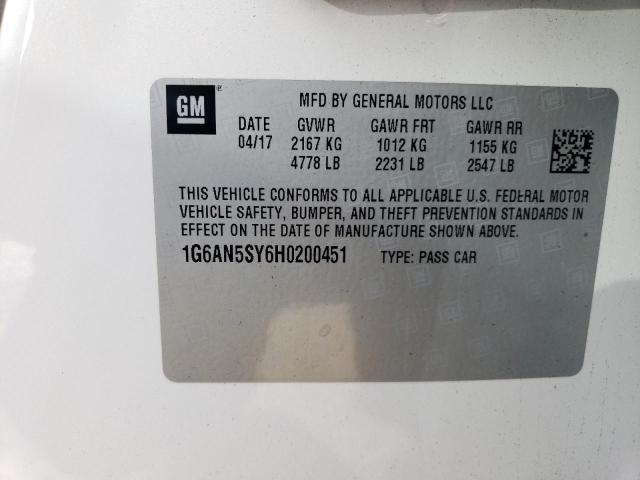 GM
MFD BY GENERAL MOTORS LLC
DATE GVWR GAWR FRT GAWR RR
04/17 2167 KG 1012 KG 1155 KG
4778 LB 2231 LB 2547 LB
THIS VEHICLE CONFORMS TO ALL APPLICABLE U.S. FEDERAL MOTOR
VEHICLE SAFETY, BUMPER, AND THEFT PREVENTION STANDARDS IN
EFFECT ON THE DATE OF MANUFACTURE SHOWN ABOVE.
1G6AN5SY6H0200451 TYPE: PASS CAR